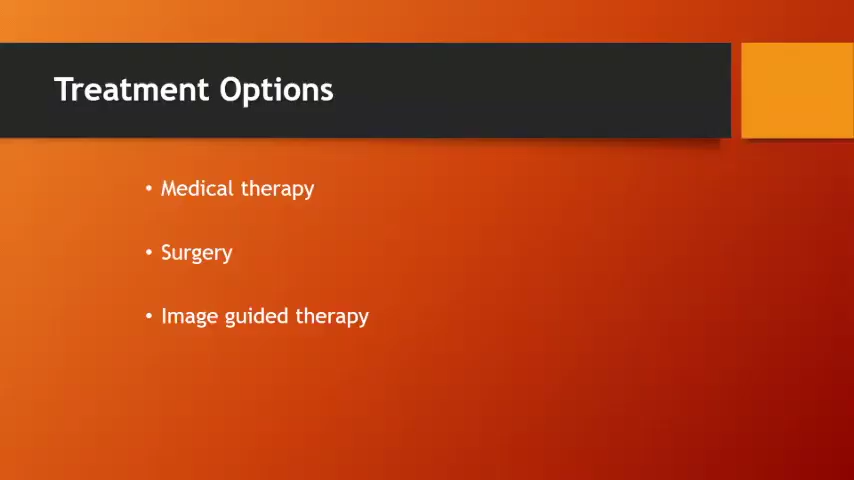 Treatment Options
• Medical therapy
• Surgery
• Image guided therapy